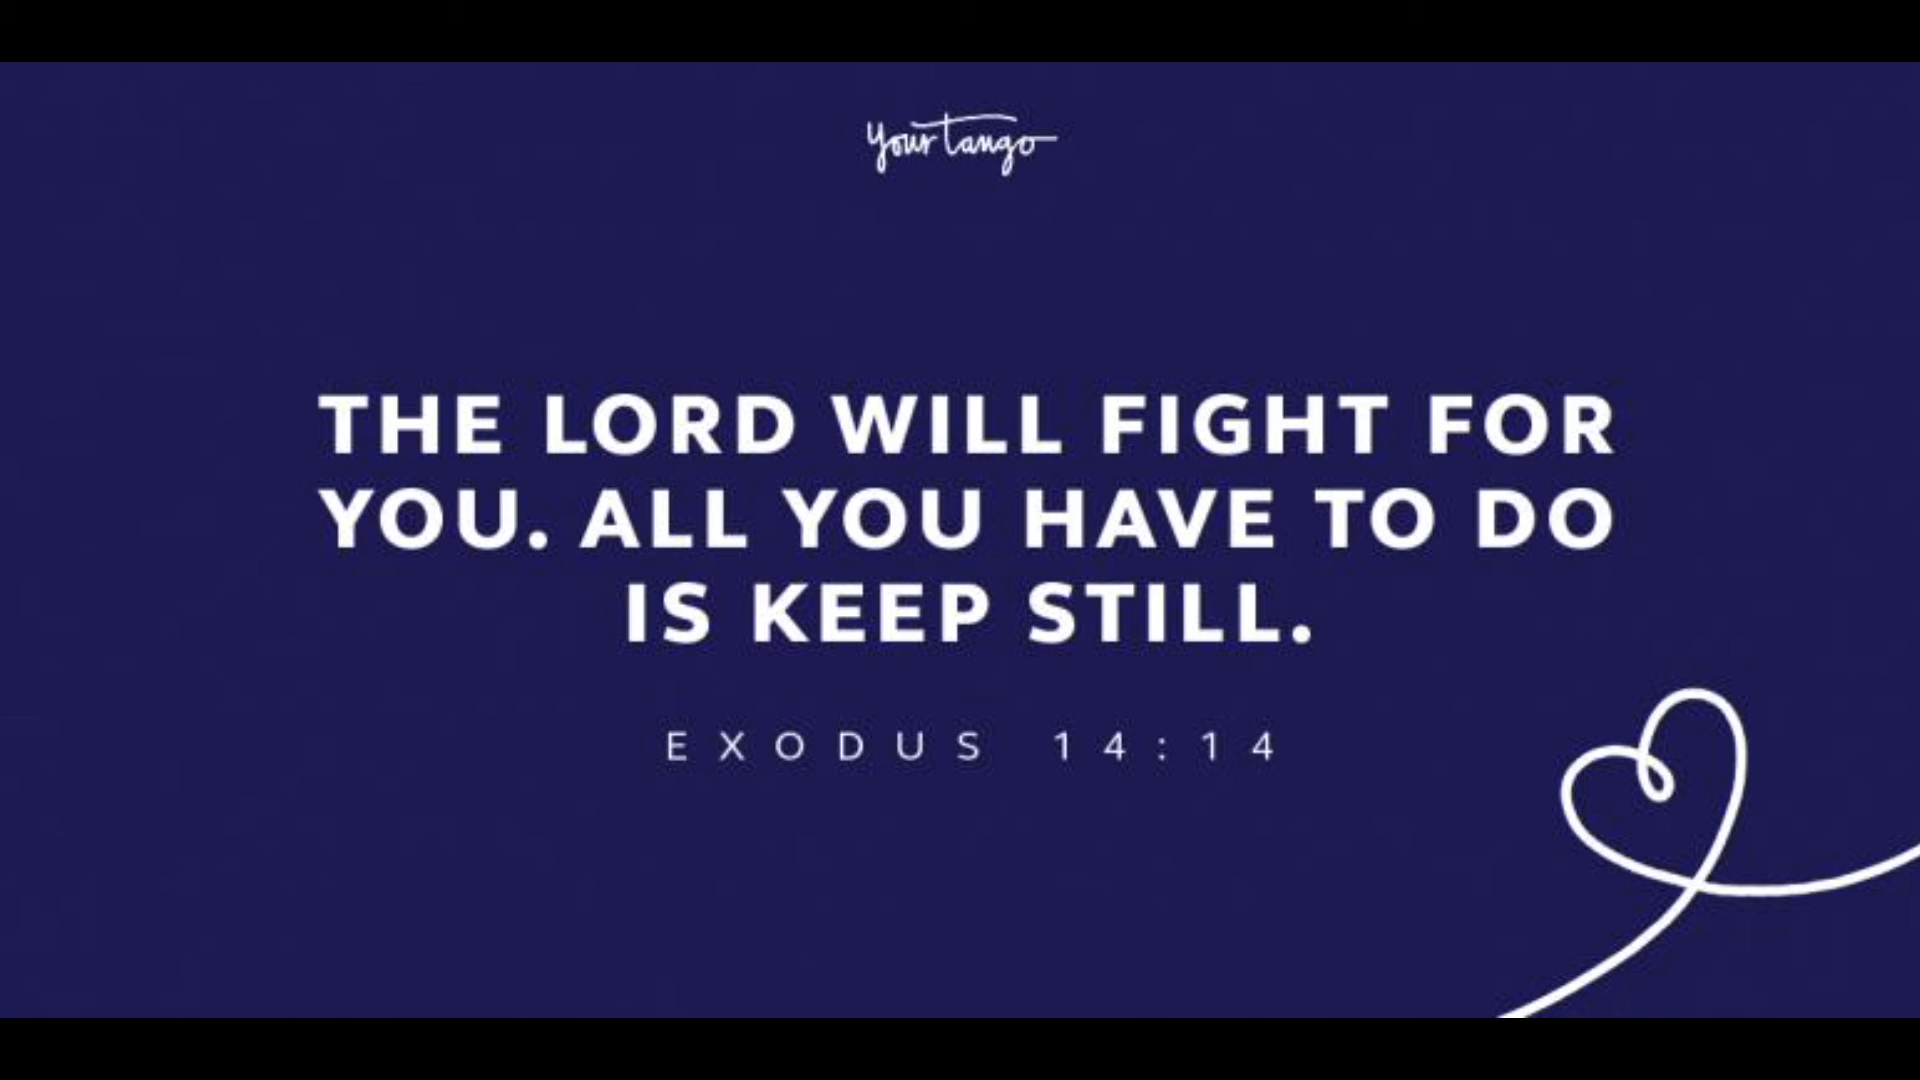 yourtango
THE LORD WILL FIGHT FOR
YOU. ALL YOU HAVE TO DO
IS KEEP STILL.
EXODUS 14:14